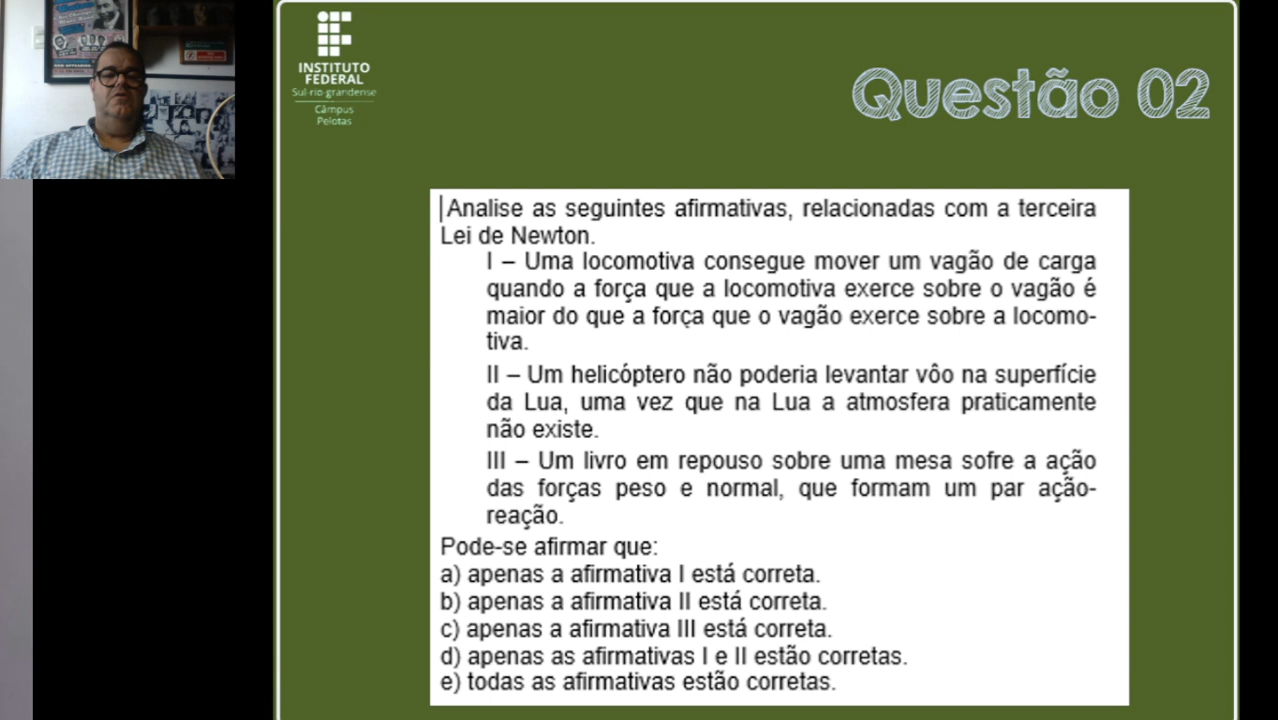 INSTITUTO
FEDERAL
Sul-rio-grandense
Câmpus
Pelotas
Questão 02
Analise as seguintes afirmativas, relacionadas com a terceira
Lei de Newton.
I – Uma locomotiva consegue mover um vagão de carga
quando a força que a locomotiva exerce sobre o vagão é
maior do que a força que o vagão exerce sobre a locomo-
tiva.
II – Um helicóptero não poderia levantar vôo na superfície
da Lua, uma vez que na Lua a atmosfera praticamente
não existe.
III – Um livro em repouso sobre uma mesa sofre a ação
das forças peso e normal, que formam um par ação-
reação.
Pode-se afirmar que:
a) apenas a afirmativa I está correta.
b) apenas a afirmativa II está correta.
c) apenas a afirmativa III está correta.
d) apenas as afirmativas I e II estão corretas.
e) todas as afirmativas estão corretas.